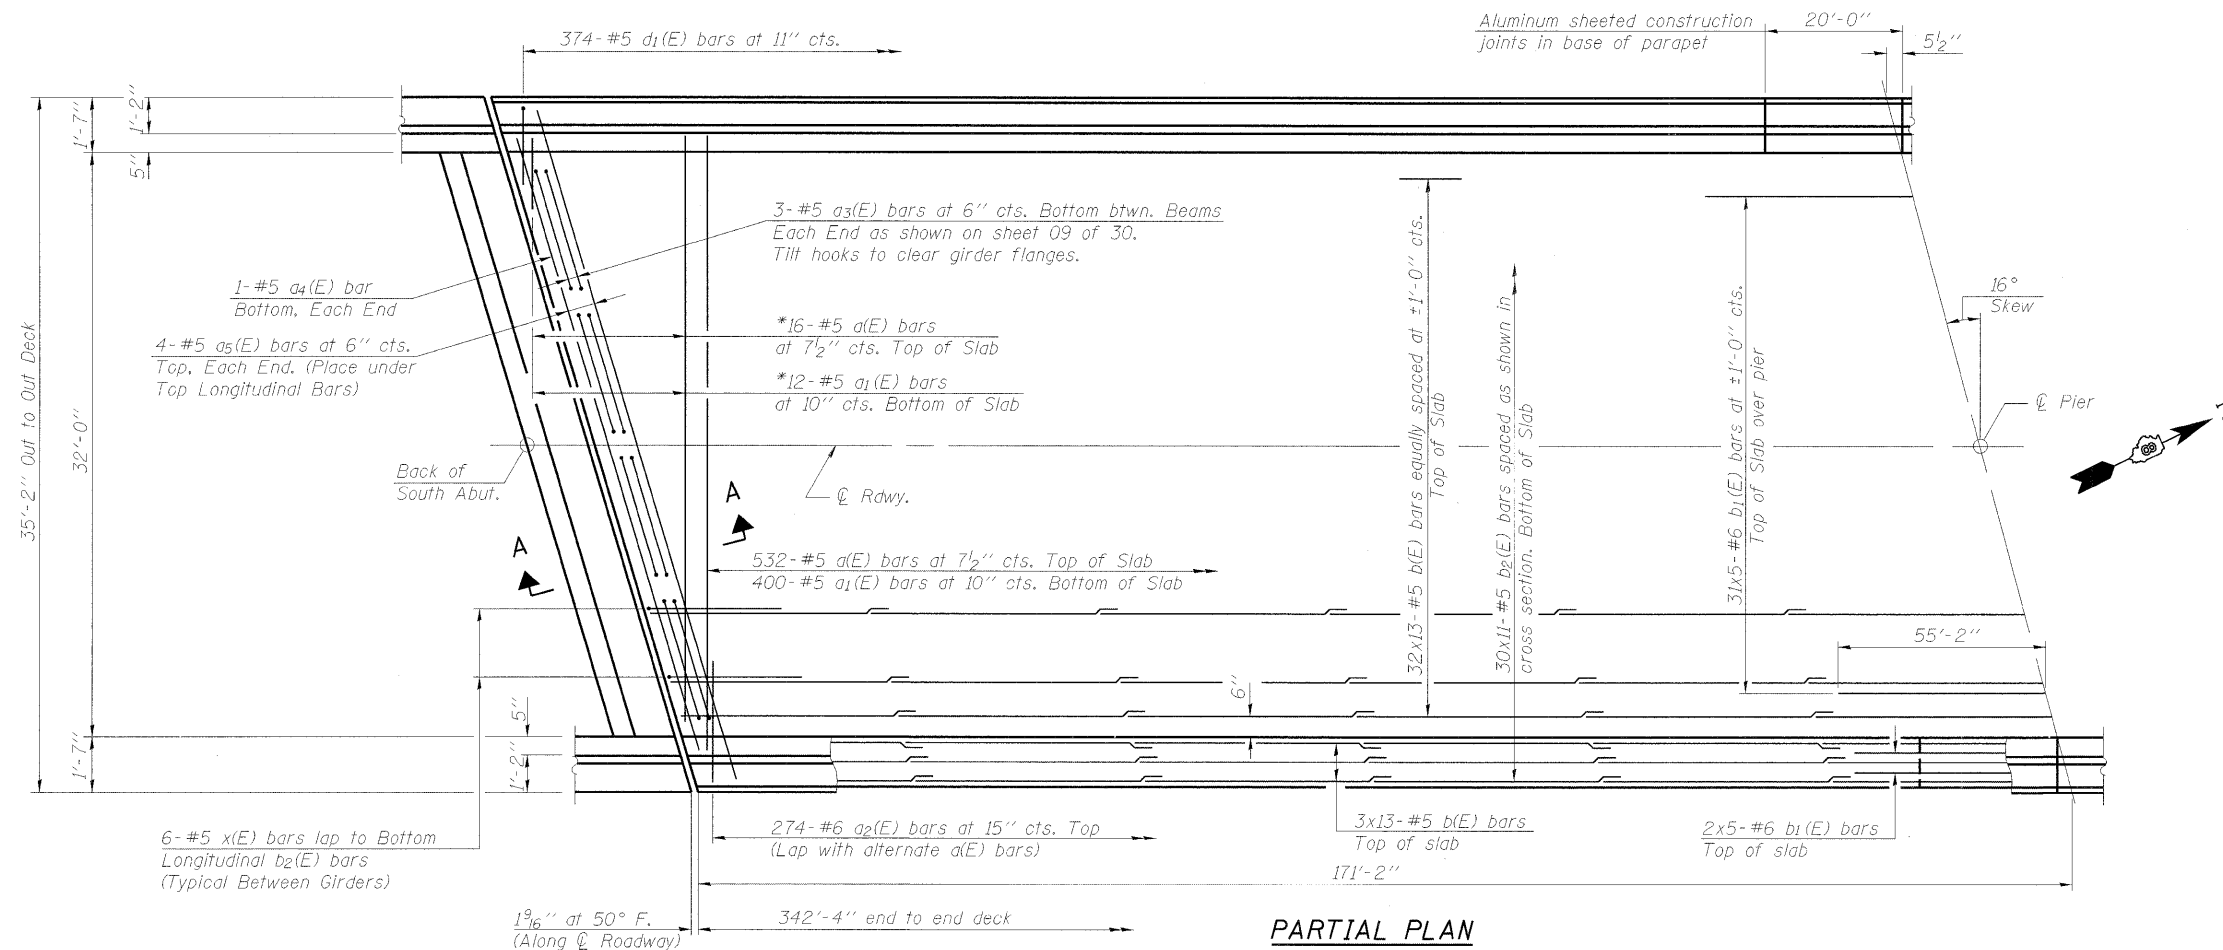 374-#5 d1(E) bars at 11" cts.
Aluminum sheeted construction
joints in base of parapet
20'-0"
5½"
1'-7"
1'-2"
5"
3-#5 a3(E) bars at 6" cts. Bottom btwn. Beams
Each End as shown on sheet 09 of 30.
Tilt hooks to clear girder flanges.
1-#5 a4(E) bar
Bottom, Each End
*16-#5 a(E) bars
at 7½" cts. Top of Slab
4-#5 a5(E) bars at 6" cts.
Top, Each End. (Place under
Top Longitudinal Bars)
*12-#5 a1(E) bars
at 10" cts. Bottom of Slab
35'-2" Out to Out Deck
32'-0"
32x13-#5 b(E) bars equally spaced at ±1'-0" cts.
Top of Slab
30x11-#5 b2(E) bars spaced as shown in
cross section. Bottom of Slab
31x5-#6 b1(E) bars at ±1'-0" cts.
Top of Slab over pier
16°
Skew
℄ Pier
Back of
South Abut.
℄ Rdwy.
A
A
532-#5 a(E) bars at 7½" cts. Top of Slab
400-#5 a1(E) bars at 10" cts. Bottom of Slab
55'-2"
6"
5"
1'-7"
1'-2"
6-#5 x(E) bars lap to Bottom
Longitudinal b2(E) bars
(Typical Between Girders)
274-#6 a2(E) bars at 15" cts. Top
(Lap with alternate a(E) bars)
3x13-#5 b(E) bars
Top of slab
2x5-#6 b1(E) bars
Top of slab
171'-2"
1 9/16" at 50° F.
(Along ℄ Roadway)
342'-4" end to end deck
PARTIAL PLAN